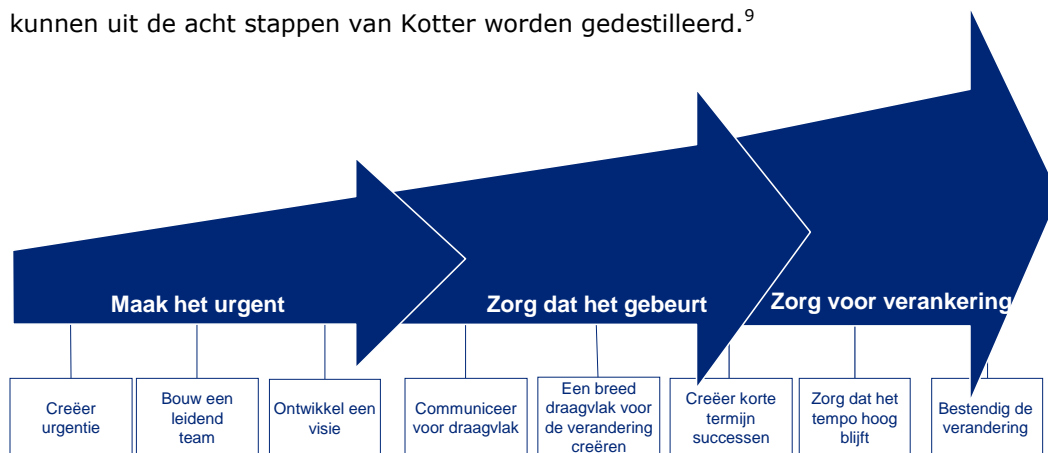 kunnen uit de acht stappen van Kotter worden gedestilleerd.⁹
Maak het urgent
Zorg dat het gebeurt
Zorg voor verankering
Creëer
urgentie
Bouw een
leidend
team
Ontwikkel een
visie
Communiceer
voor draagvlak
Een breed
draagvlak voor
de verandering
creëren
Creëer korte
termijn
successen
Zorg dat het
tempo hoog
blijft
Bestendig de
verandering